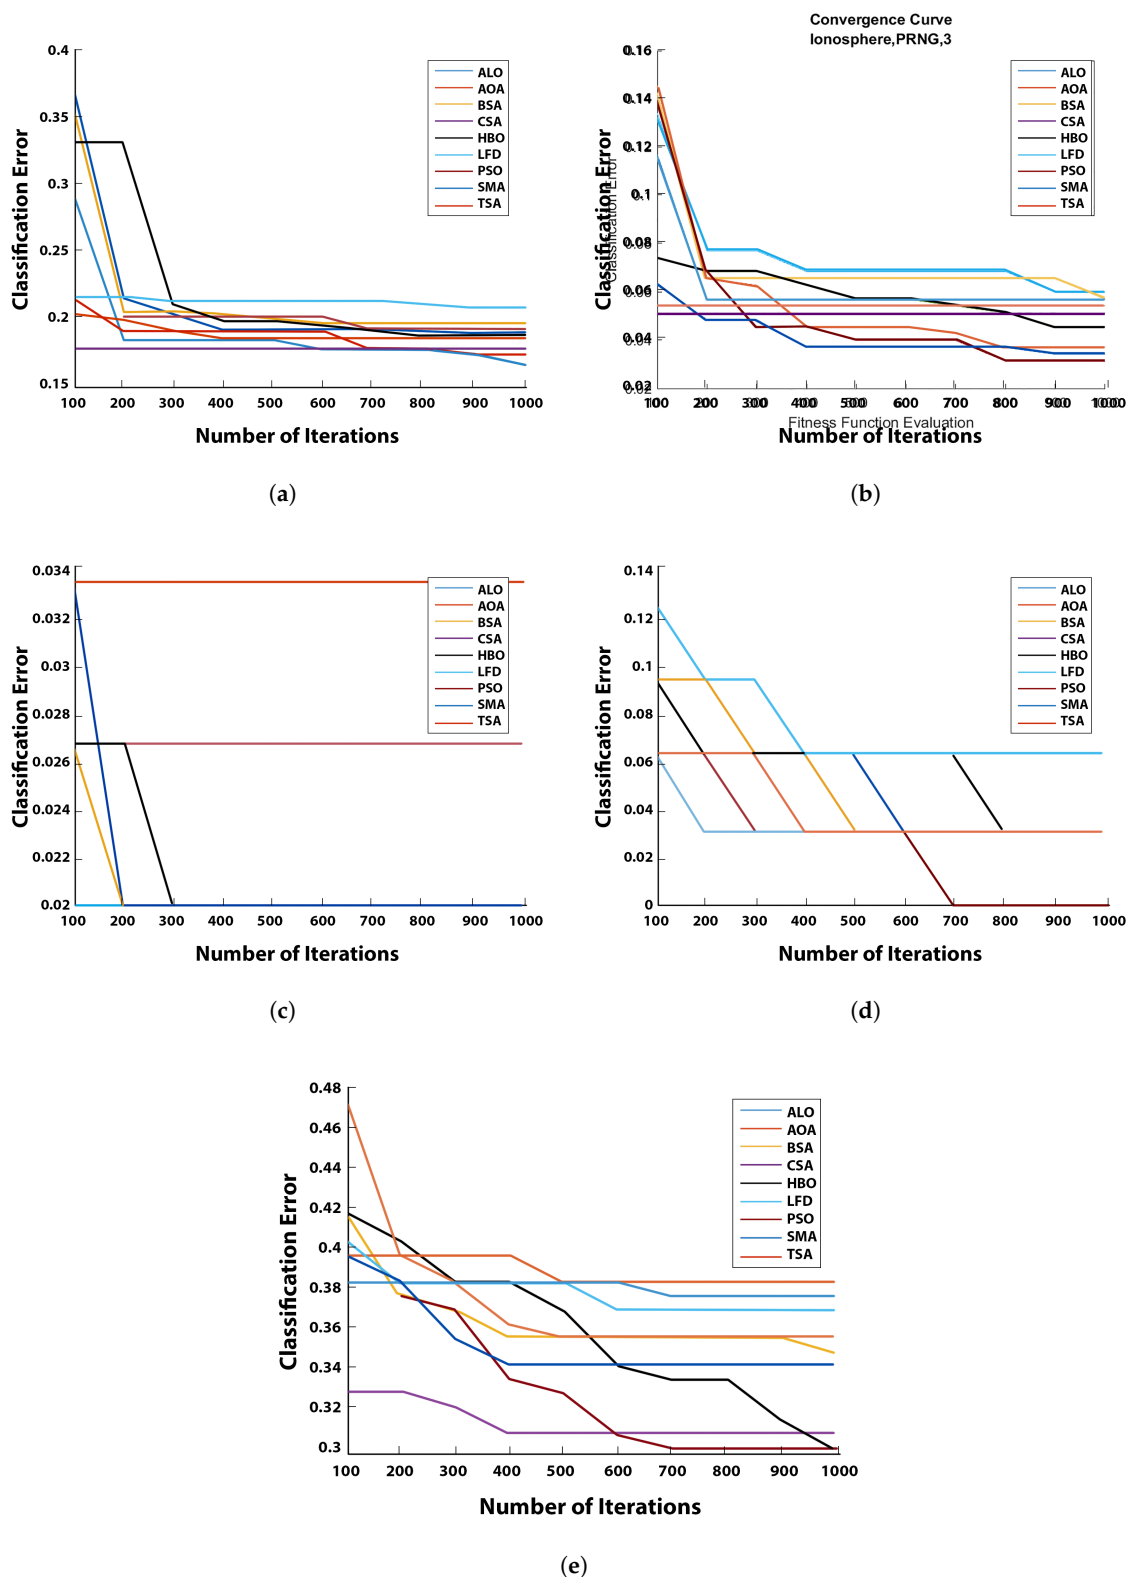 0.4
0.35
0.3
0.25
0.2
0.15
Classification Error
ALO
AOA
BSA
CSA
HBO
LFD
PSO
SMA
TSA
100 200 300 400 500 600 700 800 900 1000
Number of Iterations
(a)
Convergence Curve
Ionosphere,PRNG,3
0.16
0.14
0.12
0.1
0.08
0.06
0.04
0.02
Classification Error
Classification Error
ALO
AOA
BSA
CSA
HBO
LFD
PSO
SMA
TSA
100 200 300 400 500 600 700 800 900 1000
Fitness Function Evaluation
Number of Iterations
(b)
0.034
0.032
0.03
0.028
0.026
0.024
0.022
0.02
Classification Error
ALO
AOA
BSA
CSA
HBO
LFD
PSO
SMA
TSA
100 200 300 400 500 600 700 800 900 1000
Number of Iterations
(c)
0.14
0.12
0.1
0.08
0.06
0.04
0.02
0
Classification Error
ALO
AOA
BSA
CSA
HBO
LFD
PSO
SMA
TSA
100 200 300 400 500 600 700 800 900 1000
Number of Iterations
(d)
0.48
0.46
0.44
0.42
0.4
0.38
0.36
0.34
0.32
0.3
Classification Error
ALO
AOA
BSA
CSA
HBO
LFD
PSO
SMA
TSA
100 200 300 400 500 600 700 800 900 1000
Number of Iterations
(e)